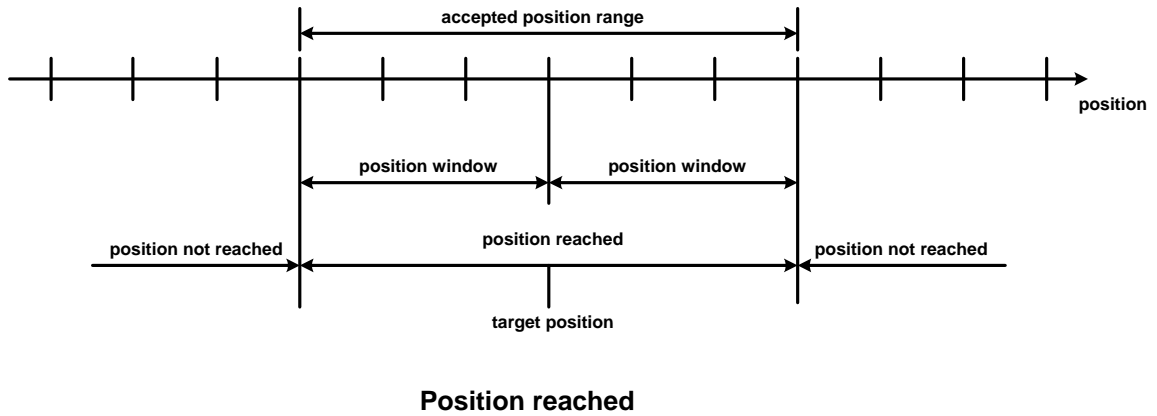 accepted position range
position
position window
position window
position not reached
position reached
position not reached
target position
Position reached